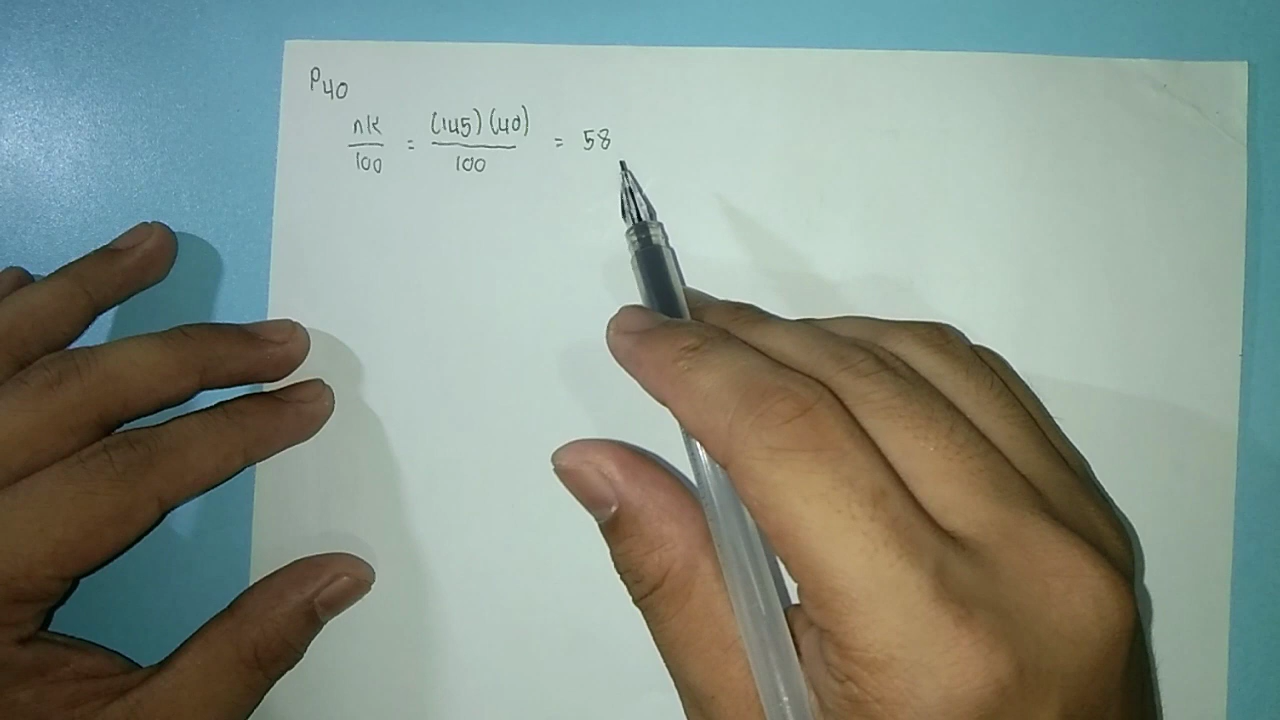 P40
nk/100 = (145)(40)/100 = 58